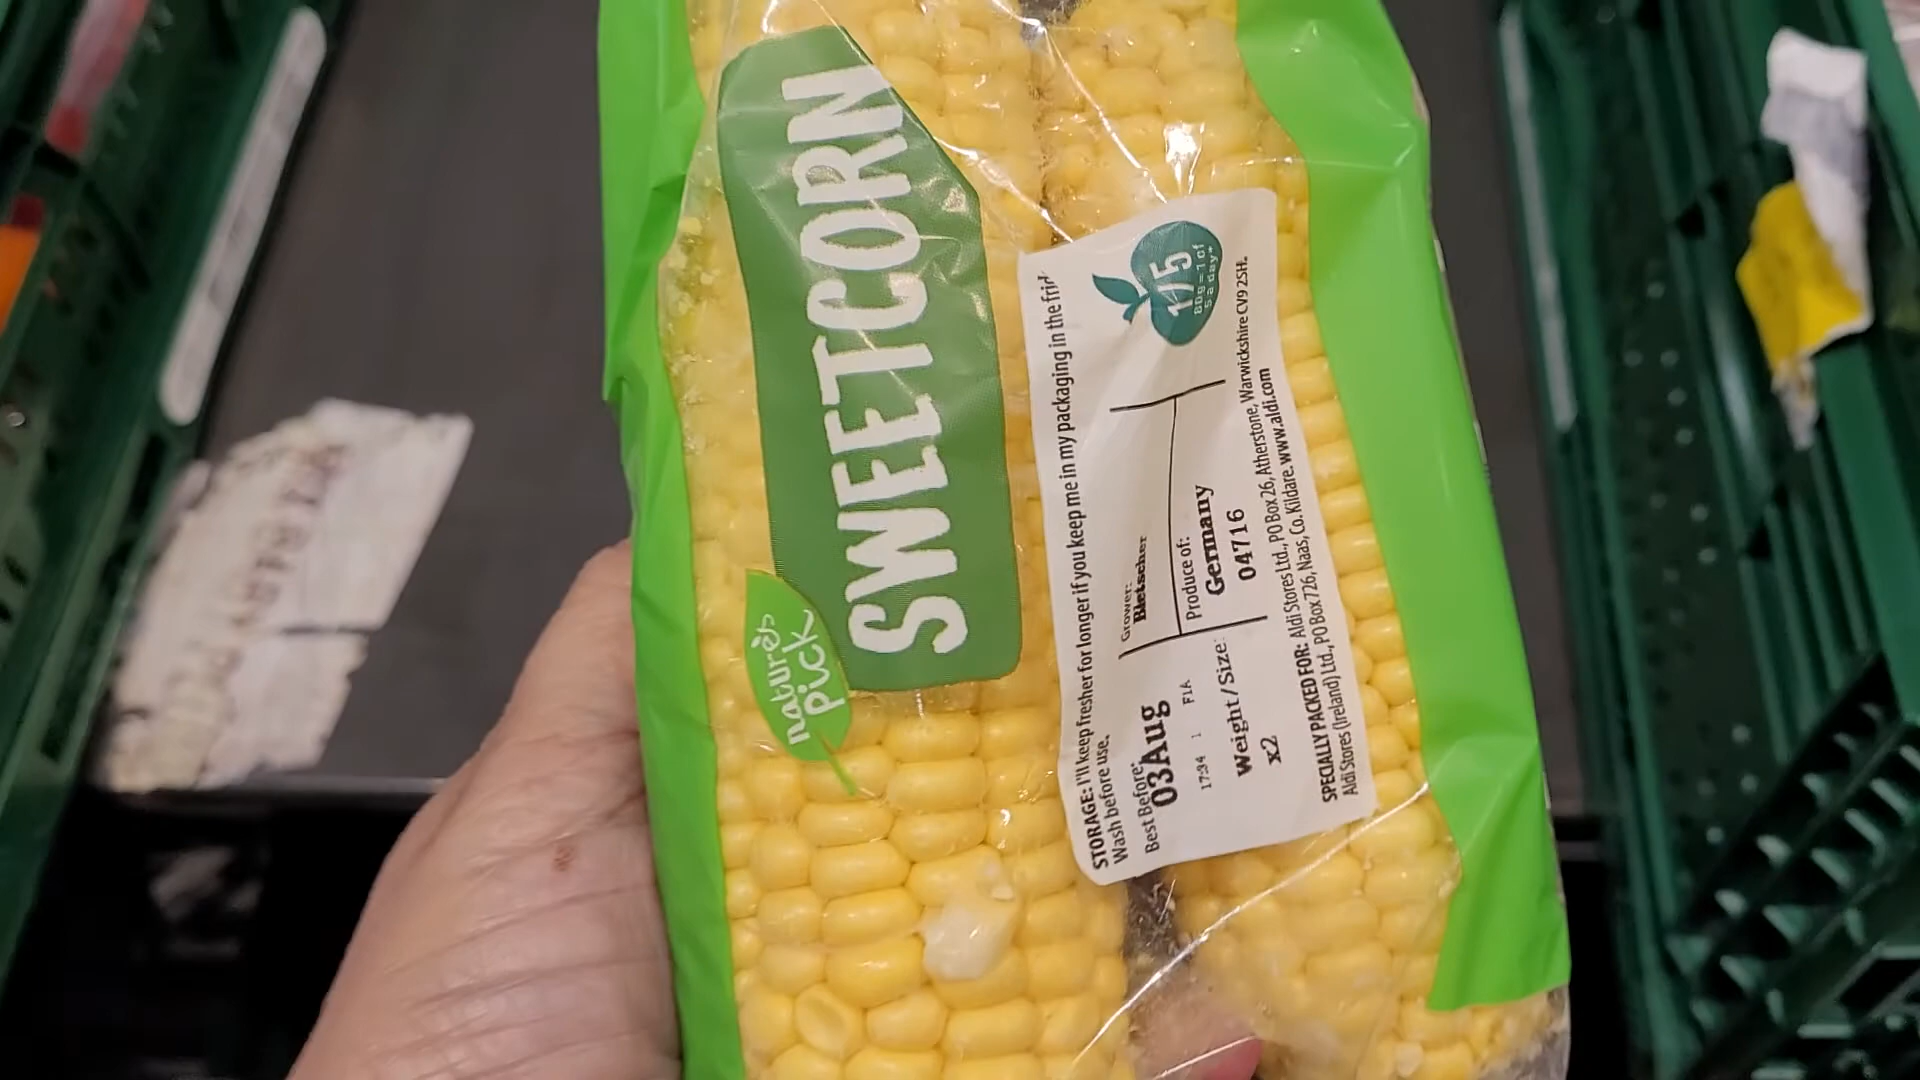 SWEETCORN
nature's
pick
1/5
80g = 1 of
5 a day*
STORAGE: I'll keep fresher for longer if you keep me in my packaging in the
Wash before use.
Best Before:
03Aug
17:34 1 F1A
Weight / Size:
x2
Grower:
Bletscher
Produce of:
Germany
04716
SPECIALLY PACKED FOR: Aldi Stores Ltd., PO Box 26, Atherstone, Warwickshire CV9 2SH.
Aldi Stores (Ireland) Ltd., PO Box 726, Naas, Co. Kildare. www.aldi.com